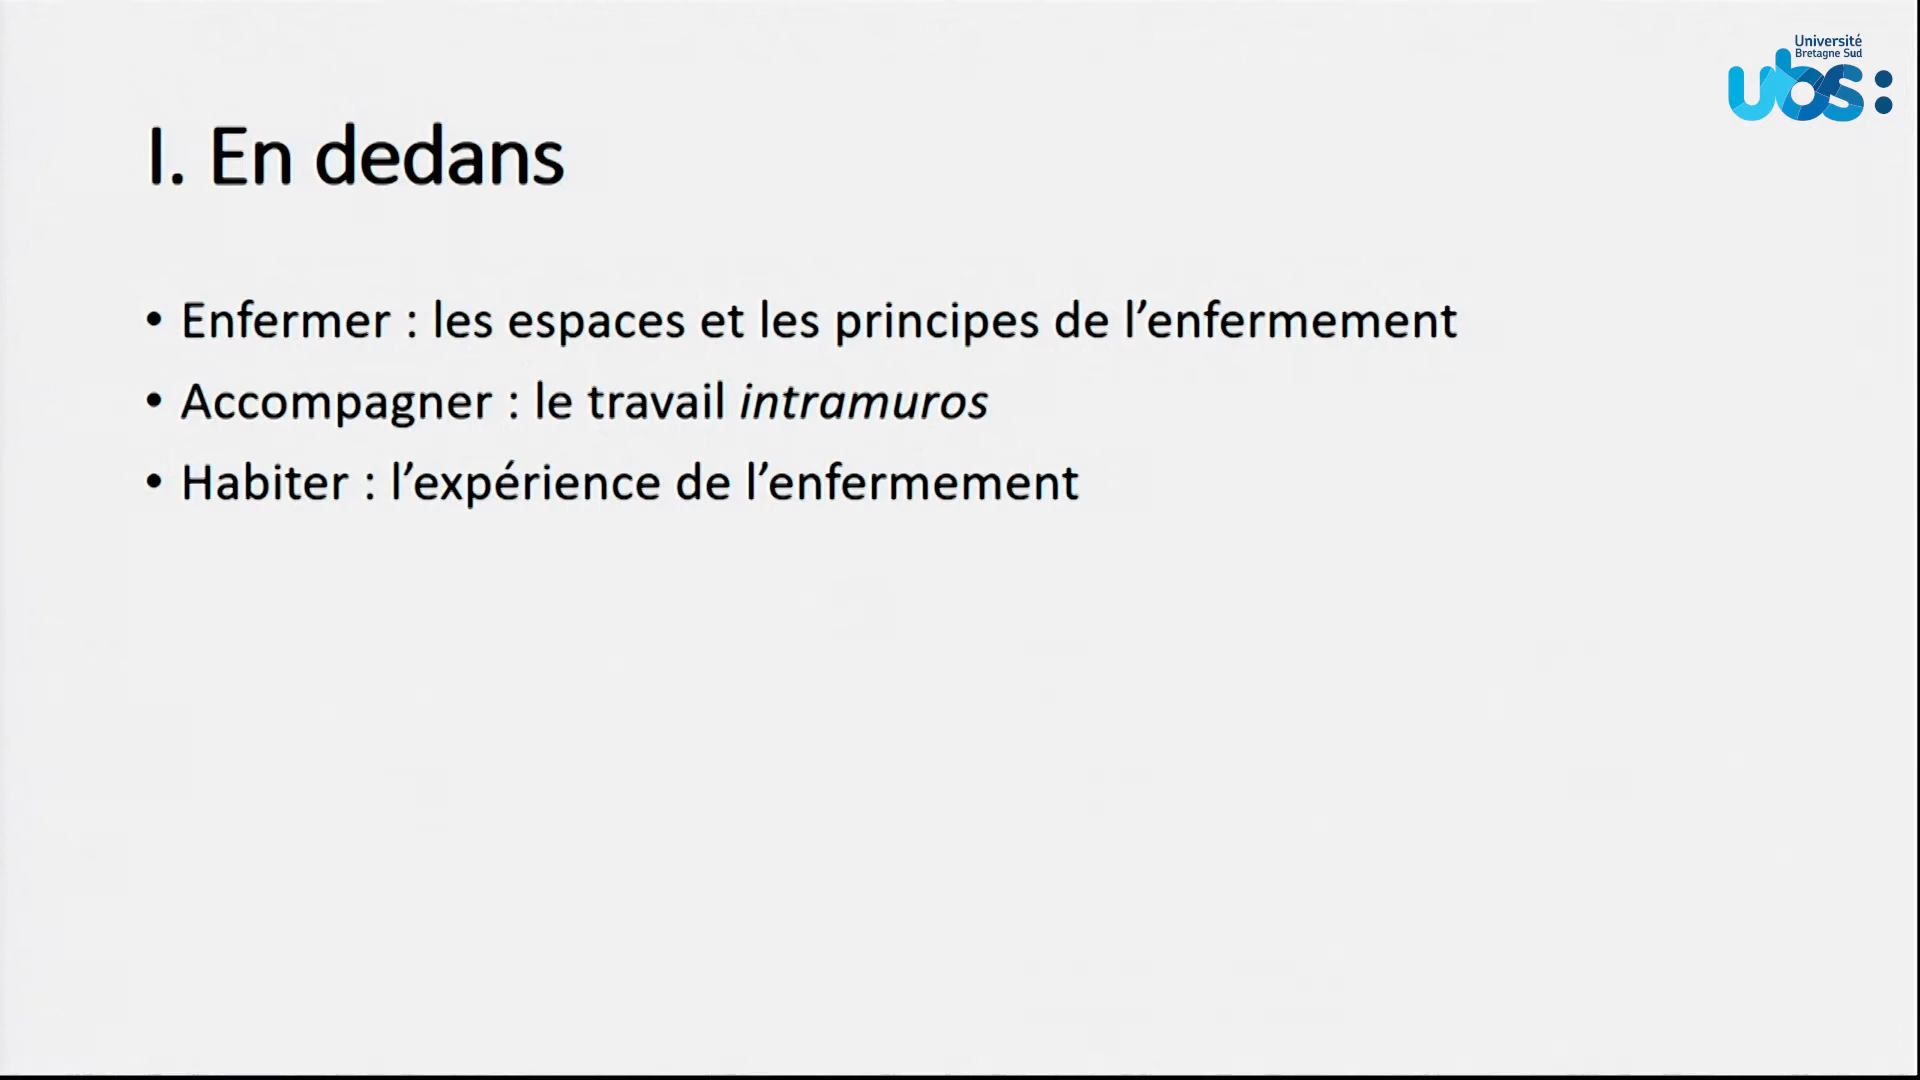 Université
Bretagne Sud
ubs:
I. En dedans
• Enfermer : les espaces et les principes de l’enfermement
• Accompagner : le travail intramuros
• Habiter : l’expérience de l’enfermement